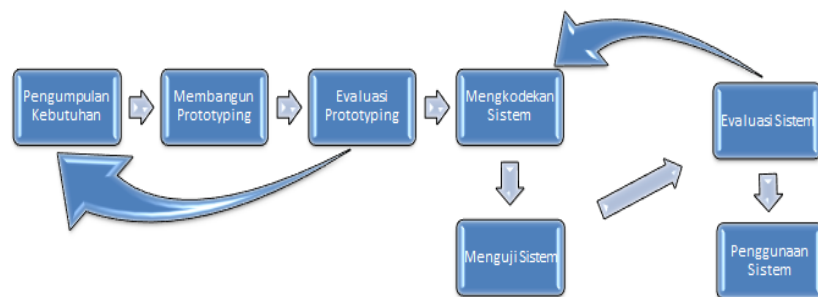 Pengumpulan
Kebutuhan
Membangun
Prototyping
Evaluasi
Prototyping
Mengkodekan
Sistem
Menguji Sistem
Evaluasi Sistem
Penggunaan
Sistem